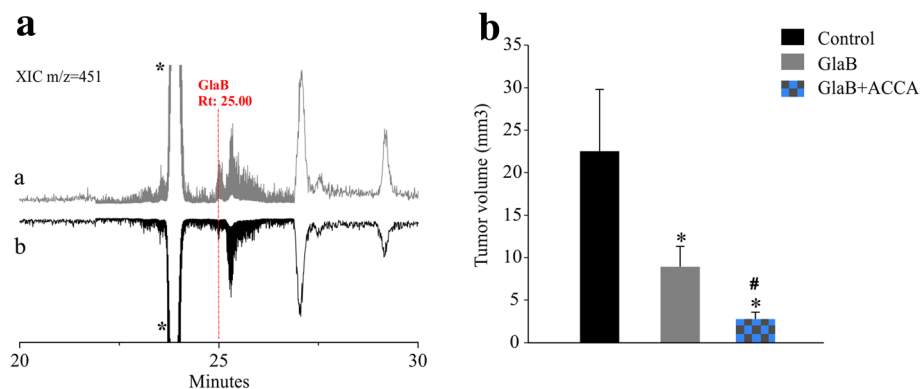 a
XIC m/z=451
*
GlaB
Rt: 25.00
a
b
*
20
25
30
Minutes
b
Control
GlaB
GlaB+ACCA
Tumor volume (mm3)
35
30
25
20
15
10
5
0
*
#
*